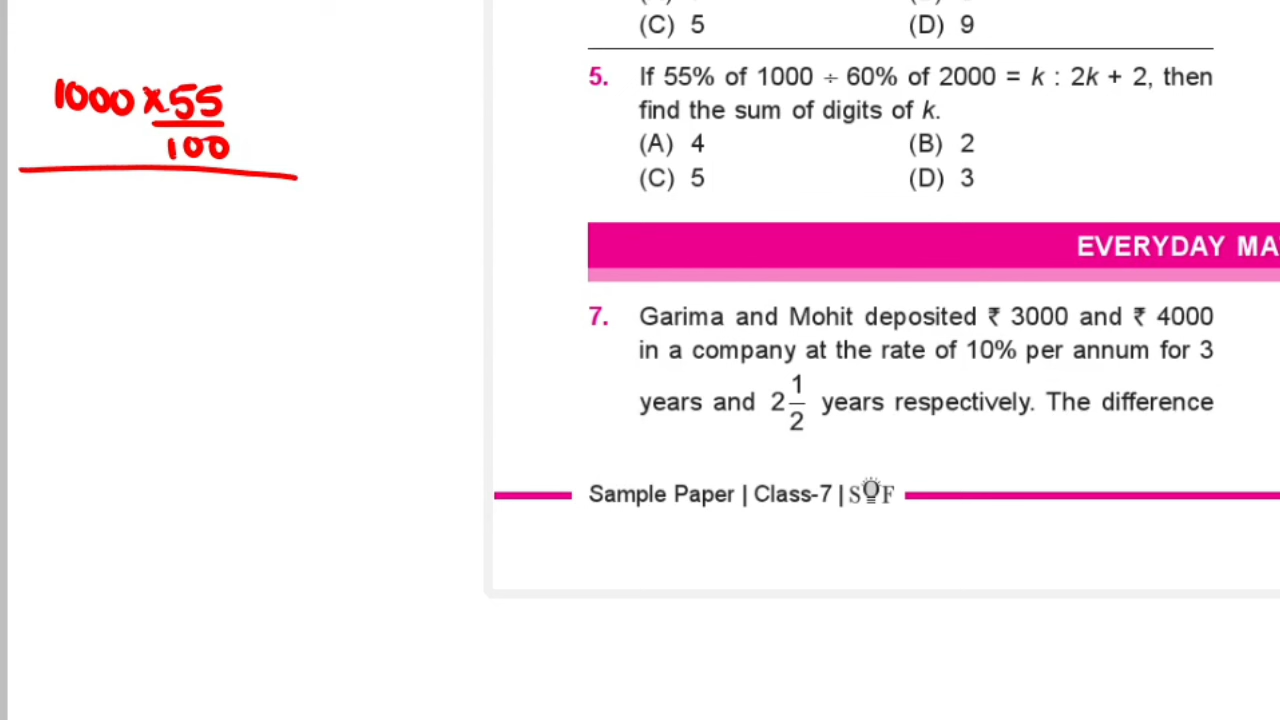 (C) 5 (D) 9
1000 × 55
100
5. If 55% of 1000 ÷ 60% of 2000 = k : 2k + 2, then
find the sum of digits of k.
(A) 4 (B) 2
(C) 5 (D) 3
EVERYDAY MA
7. Garima and Mohit deposited ₹ 3000 and ₹ 4000
in a company at the rate of 10% per annum for 3
years and 2 1/2 years respectively. The difference
Sample Paper | Class-7 | SOF